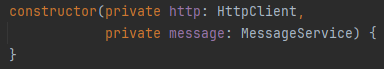 constructor(private http: HttpClient,
            private message: MessageService) {
}